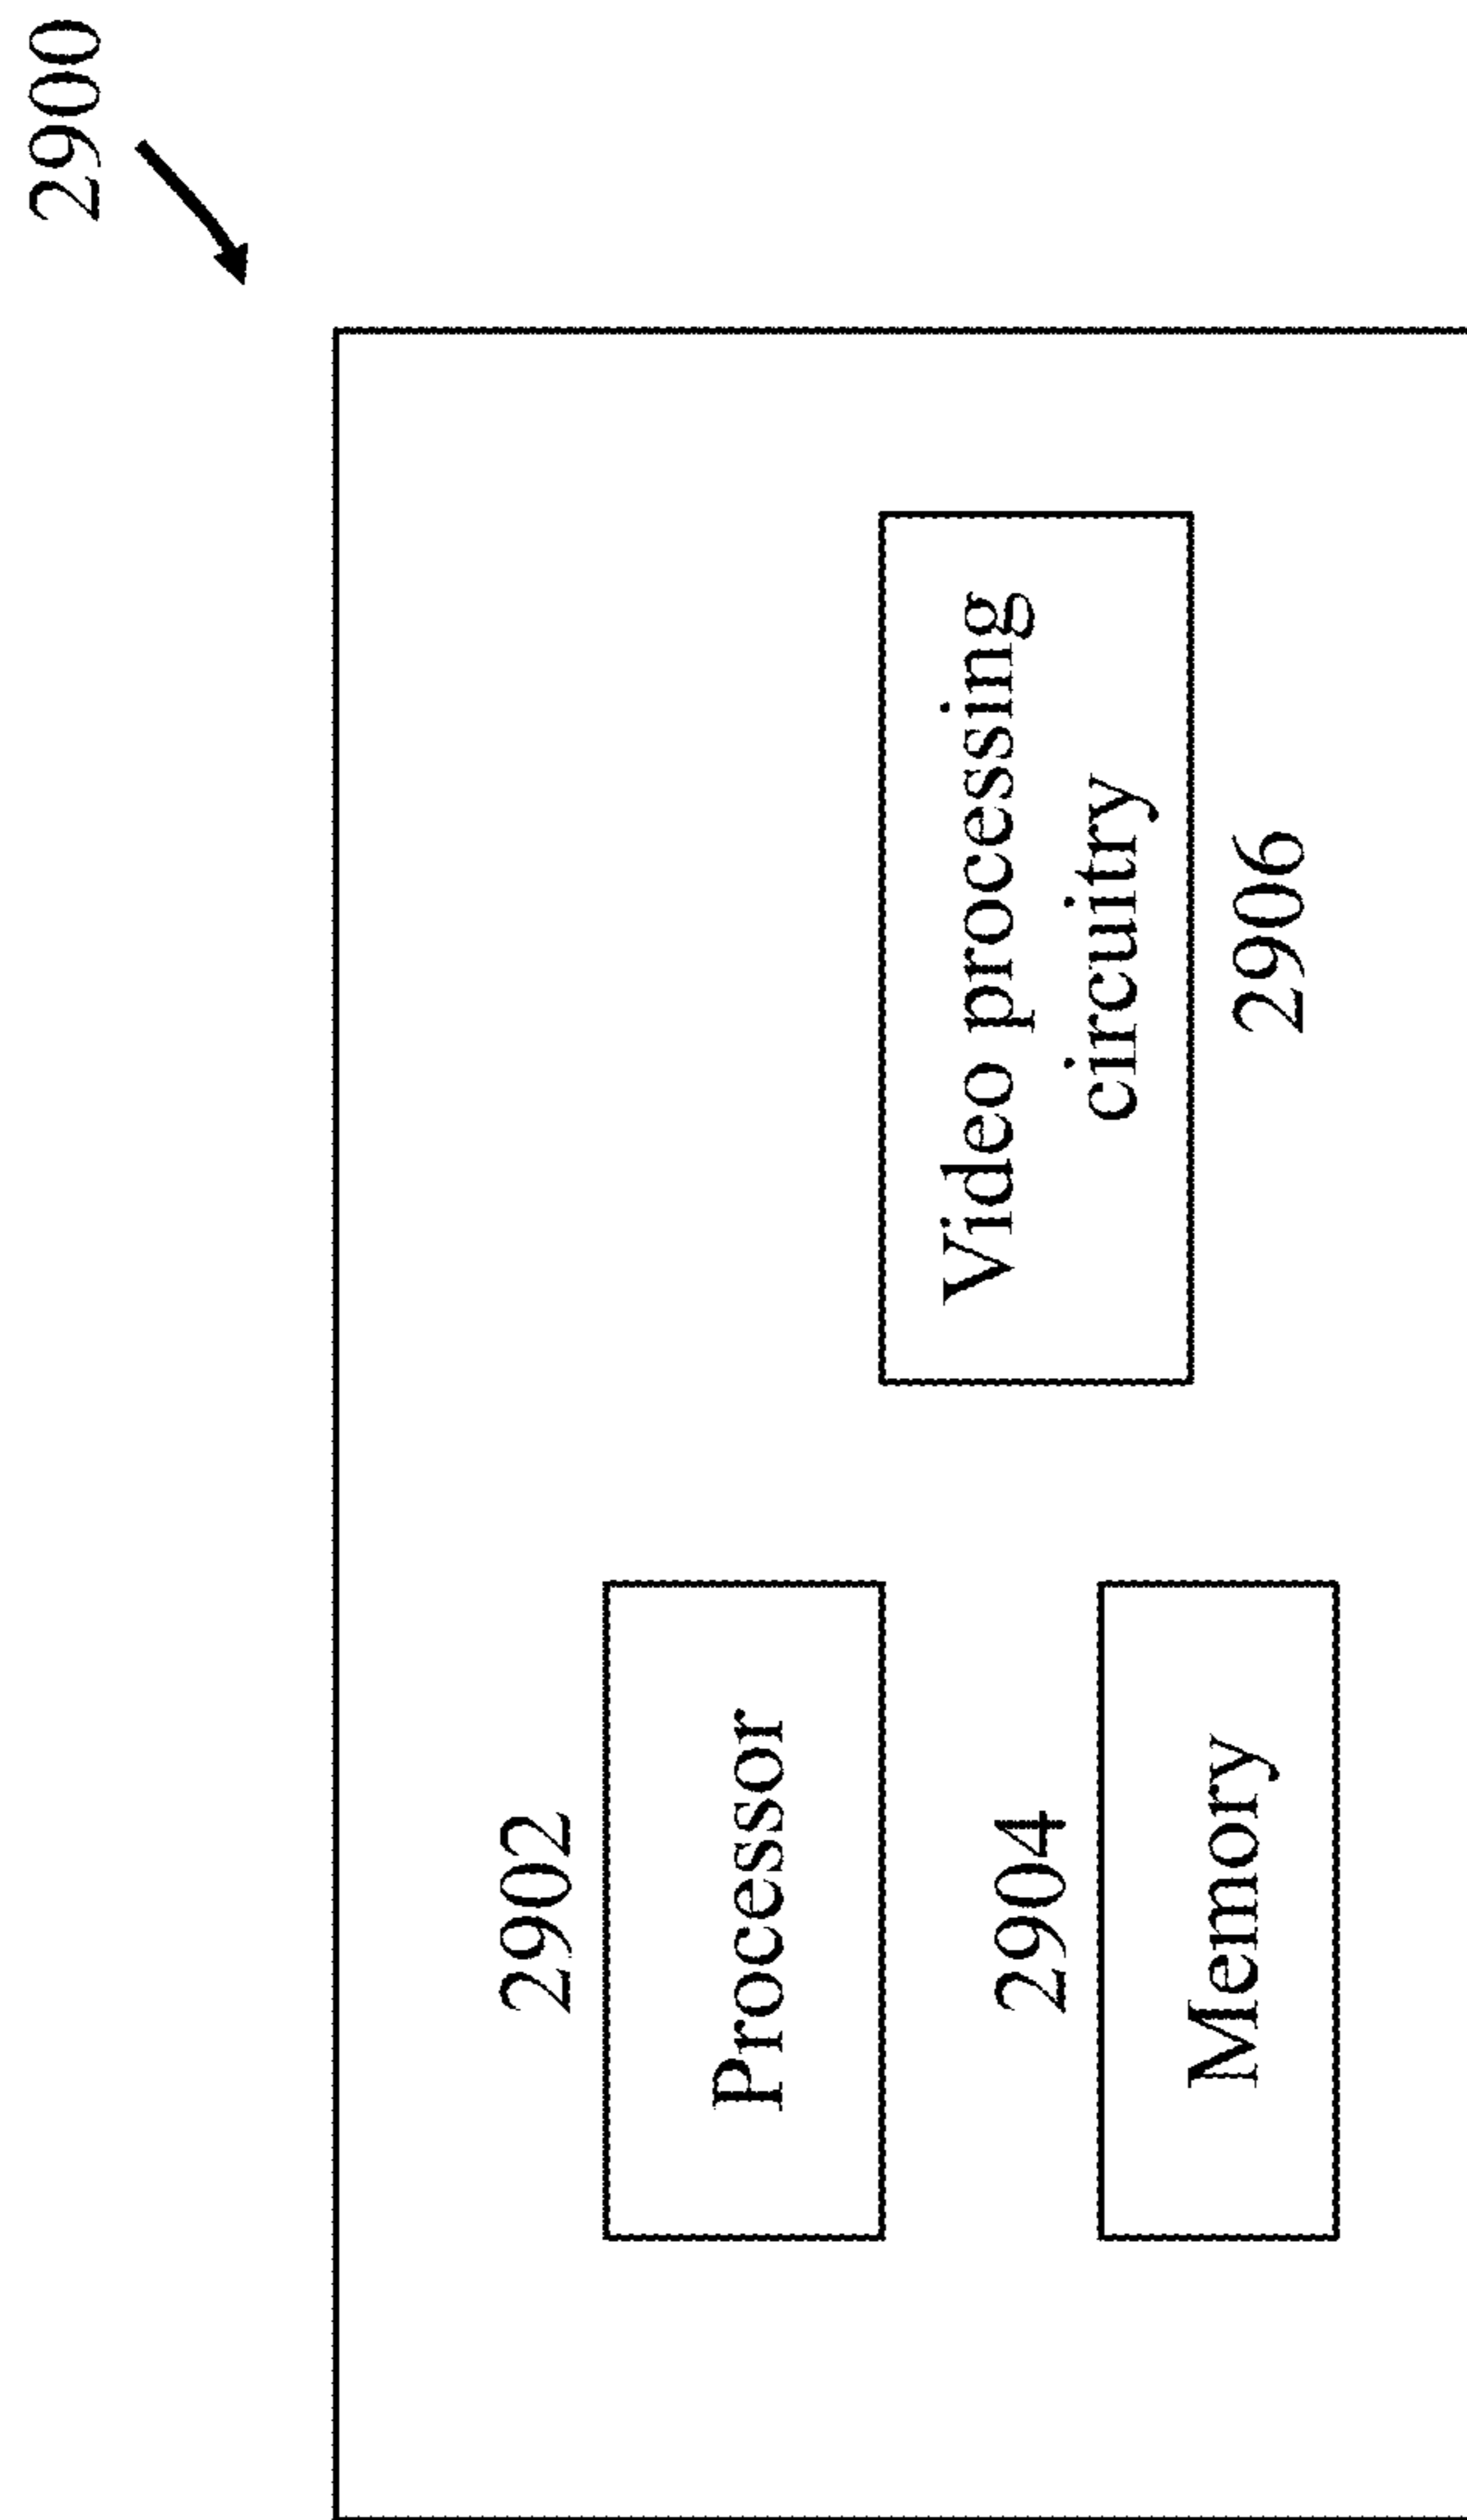 2900
2902
Processor
2904
Memory
Video processing
circuitry
2906